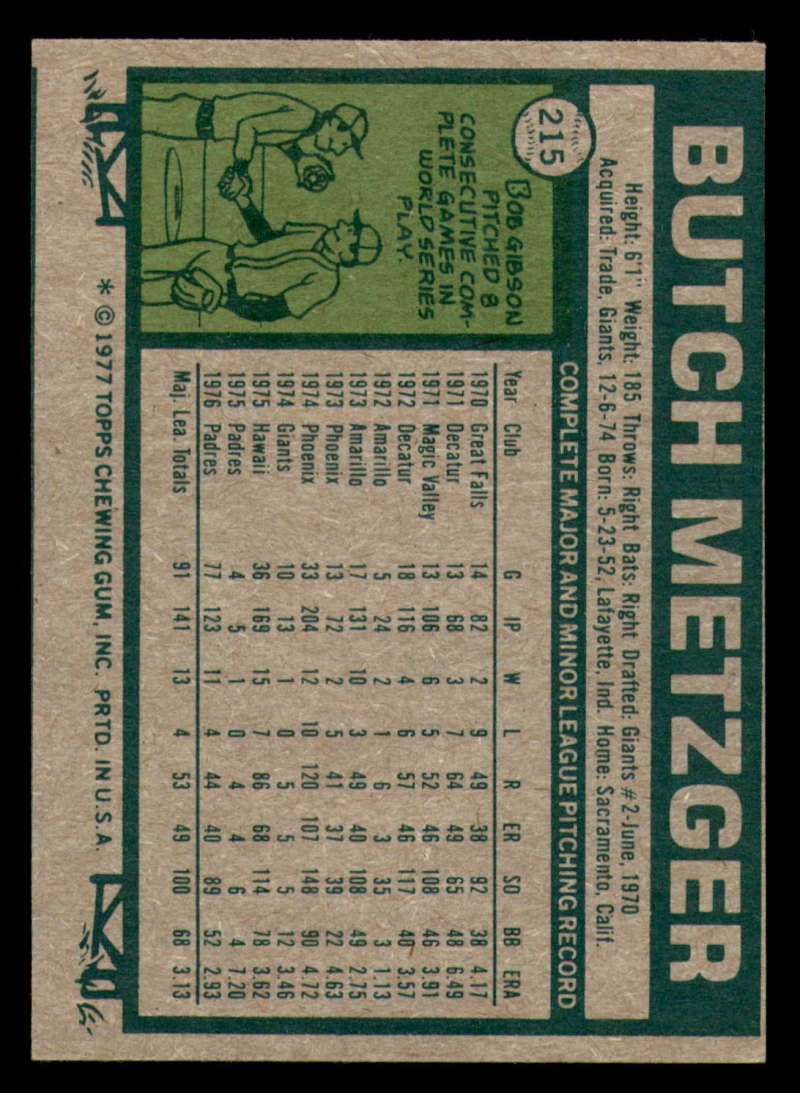 BUTCH METZGER
215
Height: 6'1" Weight: 185 Throws: Right Bats: Right Drafted: Giants #2-June, 1970
Acquired: Trade, Giants, 12-6-74 Born: 5-23-52, Lafayette, Ind. Home: Sacramento, Calif.
BOB GIBSON
PITCHED 8
CONSECUTIVE COM-
PLETE GAMES IN
WORLD SERIES
PLAY.
COMPLETE MAJOR AND MINOR LEAGUE PITCHING RECORD
Year Club G IP W L R ER SO BB ERA
1970 Great Falls 14 82 2 9 49 38 92 38 4.17
1971 Decatur 13 68 3 7 64 49 65 48 6.49
1971 Magic Valley 13 106 6 5 52 46 108 46 3.91
1972 Decatur 18 116 4 6 57 46 117 40 3.57
1972 Amarillo 5 24 2 1 6 3 35 3 1.13
1973 Amarillo 17 131 10 3 49 40 108 49 2.75
1973 Phoenix 13 72 2 5 41 37 39 22 4.63
1974 Phoenix 33 204 12 10 120 107 148 90 4.72
1974 Giants 10 13 1 0 5 5 5 12 3.46
1975 Hawaii 36 169 15 7 86 68 114 78 3.62
1975 Padres 4 5 1 0 4 4 6 4 7.20
1976 Padres 77 123 11 4 44 40 89 52 2.93
Maj. Lea. Totals 91 141 13 4 53 49 100 68 3.13
* © 1977 TOPPS CHEWING GUM, INC. PRTD. IN U.S.A.